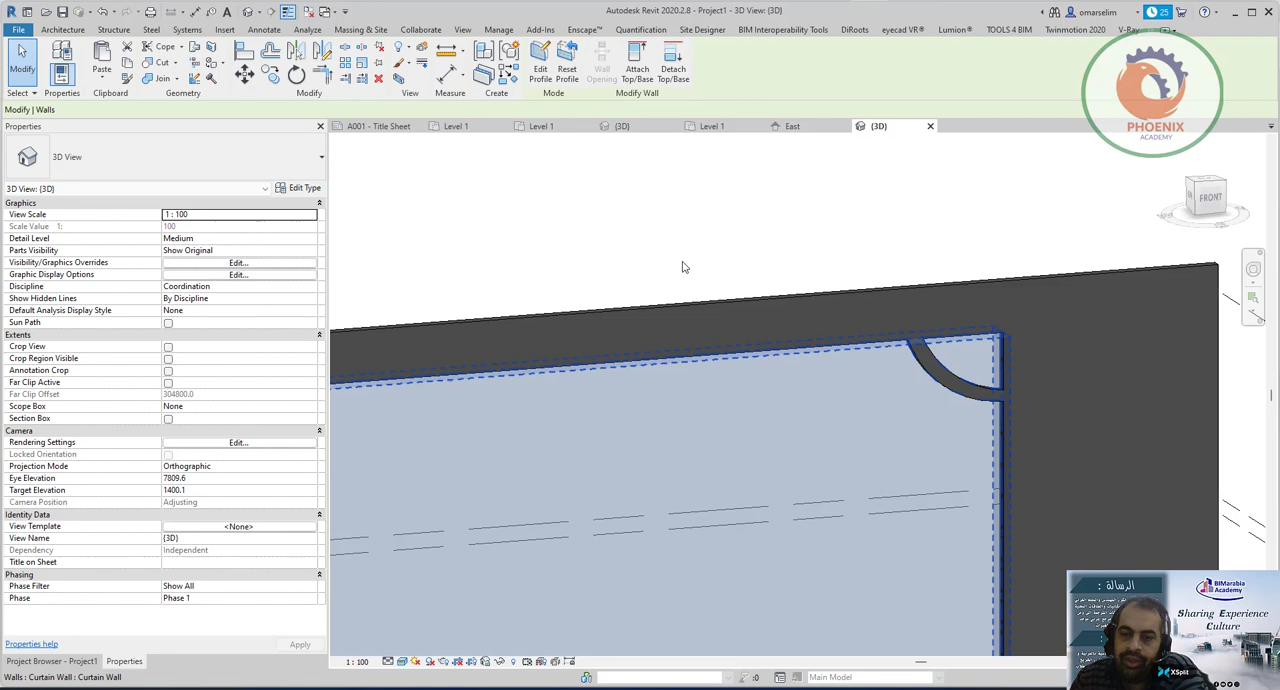 Autodesk Revit 2020.2.8 - Project1 - 3D View: {3D}
omarselim
25
File
Architecture
Structure
Steel
Systems
Insert
Annotate
Analyze
Massing & Site
Collaborate
View
Manage
Add-Ins
Enscape™
Quantification
Site Designer
BIM Interoperability Tools
DiRoots
eyecad VR®
Lumion®
TOOLS 4 BIM
Twinmotion 2020
V-Ray
Modify
Paste
Cope
Cut
Join
Edit Profile
Reset Profile
Wall Opening
Attach Top/Base
Detach Top/Base
Select
Properties
Clipboard
Geometry
Modify
View
Measure
Create
Mode
Modify Wall
PHOENIX
ACADEMY
Modify | Walls
Properties
A001 - Title Sheet
Level 1
Level 1
{3D}
Level 1
East
{3D}
3D View
3D View: {3D}
Edit Type
Graphics
View Scale 1 : 100
Scale Value 1: 100
Detail Level Medium
Parts Visibility Show Original
Visibility/Graphics Overrides Edit...
Graphic Display Options Edit...
Discipline Coordination
Show Hidden Lines By Discipline
Default Analysis Display Style None
Sun Path
Extents
Crop View
Crop Region Visible
Annotation Crop
Far Clip Active
Far Clip Offset 304800.0
Scope Box None
Section Box
Camera
Rendering Settings Edit...
Locked Orientation
Projection Mode Orthographic
Eye Elevation 7809.6
Target Elevation 1400.1
Camera Position Adjusting
Identity Data
View Template <None>
View Name {3D}
Dependency Independent
Title on Sheet
Phasing
Phase Filter Show All
Phase Phase 1
Properties help
Apply
FRONT
Project Browser - Project1
Properties
1 : 100
Walls : Curtain Wall : Curtain Wall
:0
Main Model
الرسالة :
BIMarabia
Academy
Sharing Experience
Culture
XSplit